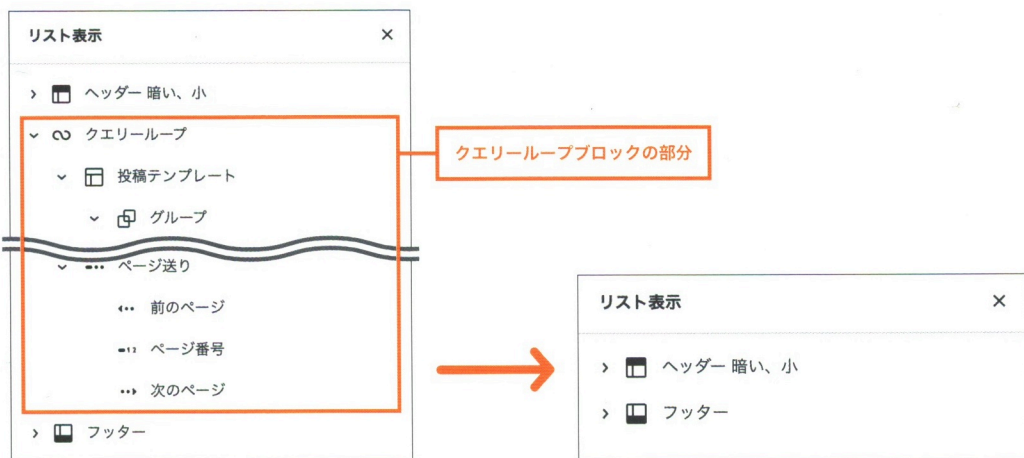 リスト表示 ×
ヘッダー 暗い、小
クエリーループ
投稿テンプレート
グループ
ページ送り
前のページ
ページ番号
次のページ
フッター
クエリーループブロックの部分
リスト表示 ×
ヘッダー 暗い、小
フッター